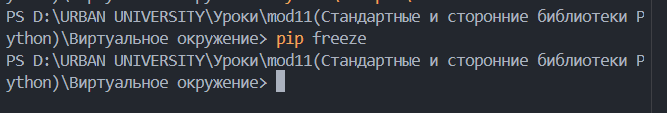 PS D:\URBAN UNIVERSITY\Уроки\mod11(Стандартные и сторонние библиотеки P
ython)\Виртуальное окружение> pip freeze
PS D:\URBAN UNIVERSITY\Уроки\mod11(Стандартные и сторонние библиотеки P
ython)\Виртуальное окружение>